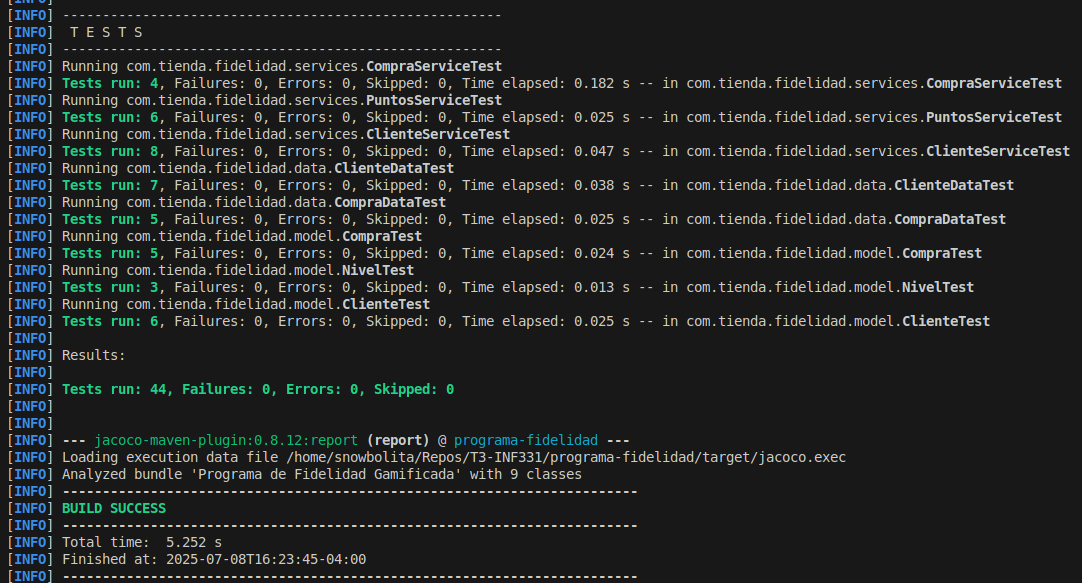 [INFO]
[INFO] -------------------------------------------------------
[INFO]  T E S T S
[INFO] -------------------------------------------------------
[INFO] Running com.tienda.fidelidad.services.CompraServiceTest
[INFO] Tests run: 4, Failures: 0, Errors: 0, Skipped: 0, Time elapsed: 0.182 s -- in com.tienda.fidelidad.services.CompraServiceTest
[INFO] Running com.tienda.fidelidad.services.PuntosServiceTest
[INFO] Tests run: 6, Failures: 0, Errors: 0, Skipped: 0, Time elapsed: 0.025 s -- in com.tienda.fidelidad.services.PuntosServiceTest
[INFO] Running com.tienda.fidelidad.services.ClienteServiceTest
[INFO] Tests run: 8, Failures: 0, Errors: 0, Skipped: 0, Time elapsed: 0.047 s -- in com.tienda.fidelidad.services.ClienteServiceTest
[INFO] Running com.tienda.fidelidad.data.ClienteDataTest
[INFO] Tests run: 7, Failures: 0, Errors: 0, Skipped: 0, Time elapsed: 0.038 s -- in com.tienda.fidelidad.data.ClienteDataTest
[INFO] Running com.tienda.fidelidad.data.CompraDataTest
[INFO] Tests run: 5, Failures: 0, Errors: 0, Skipped: 0, Time elapsed: 0.025 s -- in com.tienda.fidelidad.data.CompraDataTest
[INFO] Running com.tienda.fidelidad.model.CompraTest
[INFO] Tests run: 5, Failures: 0, Errors: 0, Skipped: 0, Time elapsed: 0.024 s -- in com.tienda.fidelidad.model.CompraTest
[INFO] Running com.tienda.fidelidad.model.NivelTest
[INFO] Tests run: 3, Failures: 0, Errors: 0, Skipped: 0, Time elapsed: 0.013 s -- in com.tienda.fidelidad.model.NivelTest
[INFO] Running com.tienda.fidelidad.model.ClienteTest
[INFO] Tests run: 6, Failures: 0, Errors: 0, Skipped: 0, Time elapsed: 0.025 s -- in com.tienda.fidelidad.model.ClienteTest
[INFO]
[INFO] Results:
[INFO]
[INFO] Tests run: 44, Failures: 0, Errors: 0, Skipped: 0
[INFO]
[INFO]
[INFO] --- jacoco-maven-plugin:0.8.12:report (report) @ programa-fidelidad ---
[INFO] Loading execution data file /home/snowbolita/Repos/T3-INF331/programa-fidelidad/target/jacoco.exec
[INFO] Analyzed bundle 'Programa de Fidelidad Gamificada' with 9 classes
[INFO] ------------------------------------------------------------------------
[INFO] BUILD SUCCESS
[INFO] ------------------------------------------------------------------------
[INFO] Total time:  5.252 s
[INFO] Finished at: 2025-07-08T16:23:45-04:00
[INFO] ------------------------------------------------------------------------